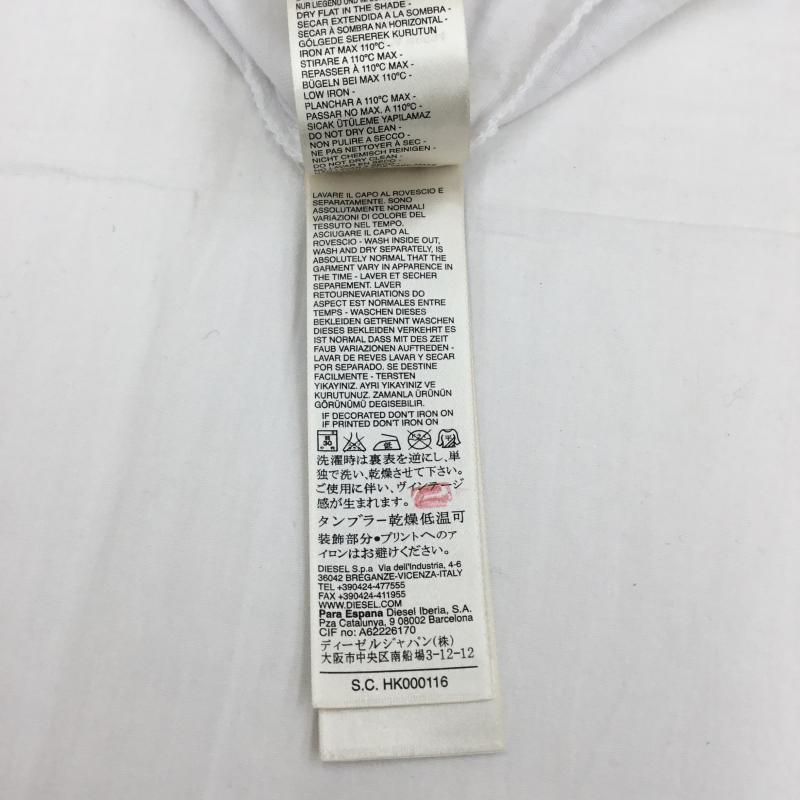 NUR LIEGEND UND
DRY FLAT IN THE SHADE -
SECAR EXTENDIDA A LA SOMBRA -
SECAR À SOMBRA NA HORIZONTAL -
GÖLGEDE SEREREK KURUTUN
IRON AT MAX 110°C -
STIRARE A 110°C MAX -
REPASSER À 110°C MAX -
BÜGELN BEI MAX 110°C -
LOW IRON -
PLANCHAR A 110°C MAX -
PASSAR NO MAX. A 110°C -
SICAK ÜTÜLEME YAPILAMAZ
DO NOT DRY CLEAN -
NON PULIRE A SECCO -
NE PAS NETTOYER À SEC -
NICHT CHEMISCH REINIGEN -
DO NOT DRY CLEAN -
LAVARE IL CAPO AL ROVESCIO E
SEPARATAMENTE. SONO
ASSOLUTAMENTE NORMALI
VARIAZIONI DI COLORE DEL
TESSUTO NEL TEMPO.
ASCIUGARE IL CAPO AL
ROVESCIO - WASH INSIDE OUT,
WASH AND DRY SEPARATELY, IS
ABSOLUTELY NORMAL THAT THE
GARMENT VARY IN APPARENCE IN
THE TIME - LAVER ET SECHER
SEPAREMENT. LAVER
RETOURNEVARIATIONS DO
ASPECT EST NORMALES ENTRE
TEMPS - WASCHEN DIESES
BEKLEIDEN GETRENNT WASCHEN
DIESES BEKLEIDEN VERKEHRT ES
IST NORMAL DASS MIT DES ZEIT
FAUB VARIAZIONEN AUFTREDEN -
LAVAR DE REVES LAVAR Y SECAR
POR SEPARADO. SE DESTINE
FACILMENTE - TERSTEN
YIKAYINIZ. AYRI YIKAYINIZ VE
KURUTUNUZ. ZAMANLA ÜRÜNÜN
GÖRÜNÜMÜ DEGISEBILIR.
IF DECORATED DON'T IRON ON
IF PRINTED DON'T IRON ON
30 低
洗濯時は裏表を逆にし、単
独で洗い、乾燥させて下さい。
ご使用に伴い、ヴィンテージ
感が生まれます。
タンブラー乾燥低温可
装飾部分●プリントへのア
イロンはお避けください。
DIESEL S.p.a Via dell'Industria, 4-6
36042 BREGANZE-VICENZA-ITALY
TEL +390424-477555
FAX +390424-411955
WWW.DIESEL.COM
Para Espana Diesel Iberia, S.A.
Pza Catalunya, 9 08002 Barcelona
CIF no: A62226170
ディーゼルジャパン(株)
大阪市中央区南船場3-12-12
S.C. HK000116